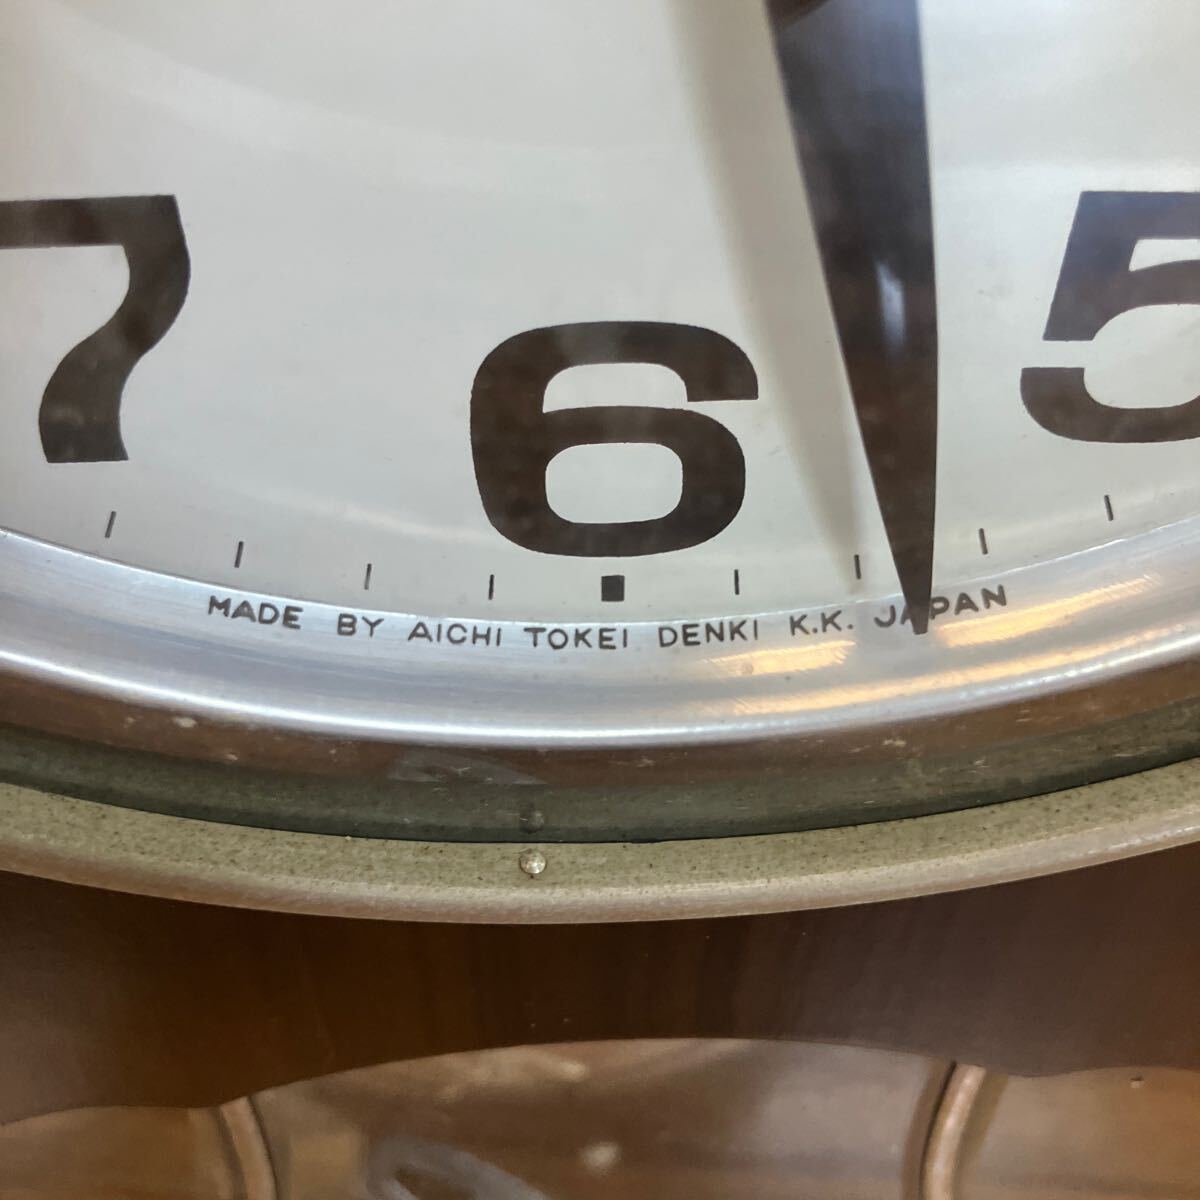 7 6 5
MADE BY AICHI TOKEI DENKI K.K. JAPAN